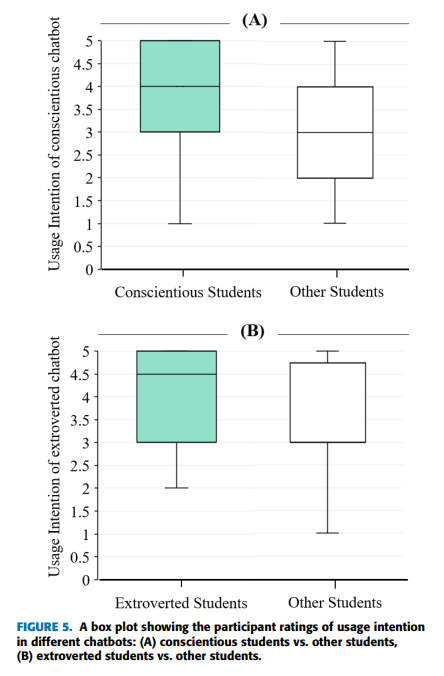 (A)
Usage Intention of conscientious chatbot
5
4.5
4
3.5
3
2.5
2
1.5
1
0.5
0
Conscientious Students Other Students
(B)
Usage Intention of extroverted chatbot
5
4.5
4
3.5
3
2.5
2
1.5
1
0.5
0
Extroverted Students Other Students
FIGURE 5. A box plot showing the participant ratings of usage intention
in different chatbots: (A) conscientious students vs. other students,
(B) extroverted students vs. other students.